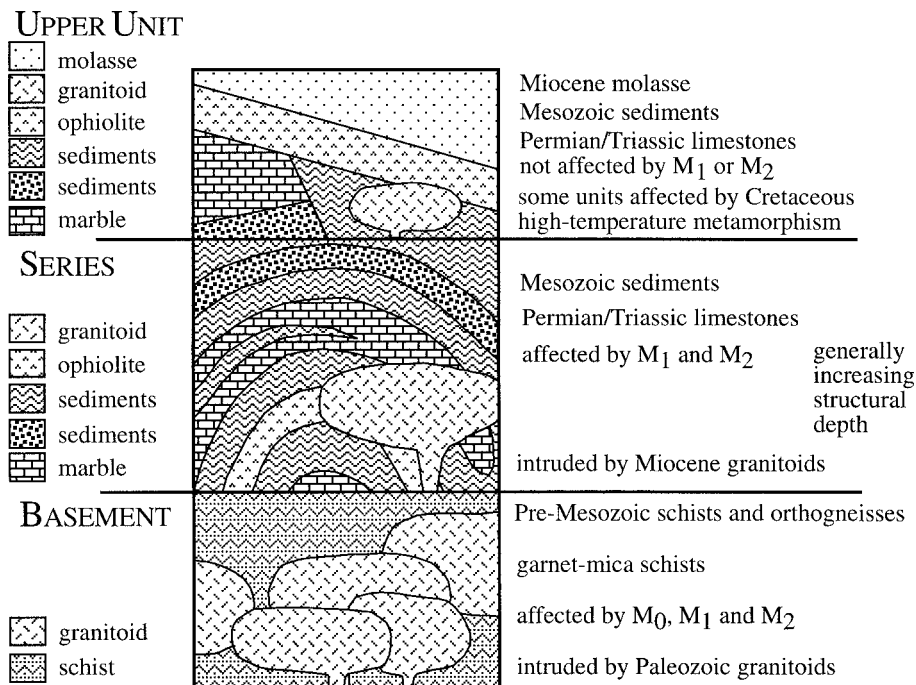 UPPER UNIT
molasse
granitoid
ophiolite
sediments
sediments
marble
Miocene molasse
Mesozoic sediments
Permian/Triassic limestones
not affected by M1 or M2
some units affected by Cretaceous
high-temperature metamorphism
SERIES
granitoid
ophiolite
sediments
sediments
marble
Mesozoic sediments
Permian/Triassic limestones
affected by M1 and M2
generally
increasing
structural
depth
intruded by Miocene granitoids
BASEMENT
granitoid
schist
Pre-Mesozoic schists and orthogneisses
garnet-mica schists
affected by M0, M1 and M2
intruded by Paleozoic granitoids